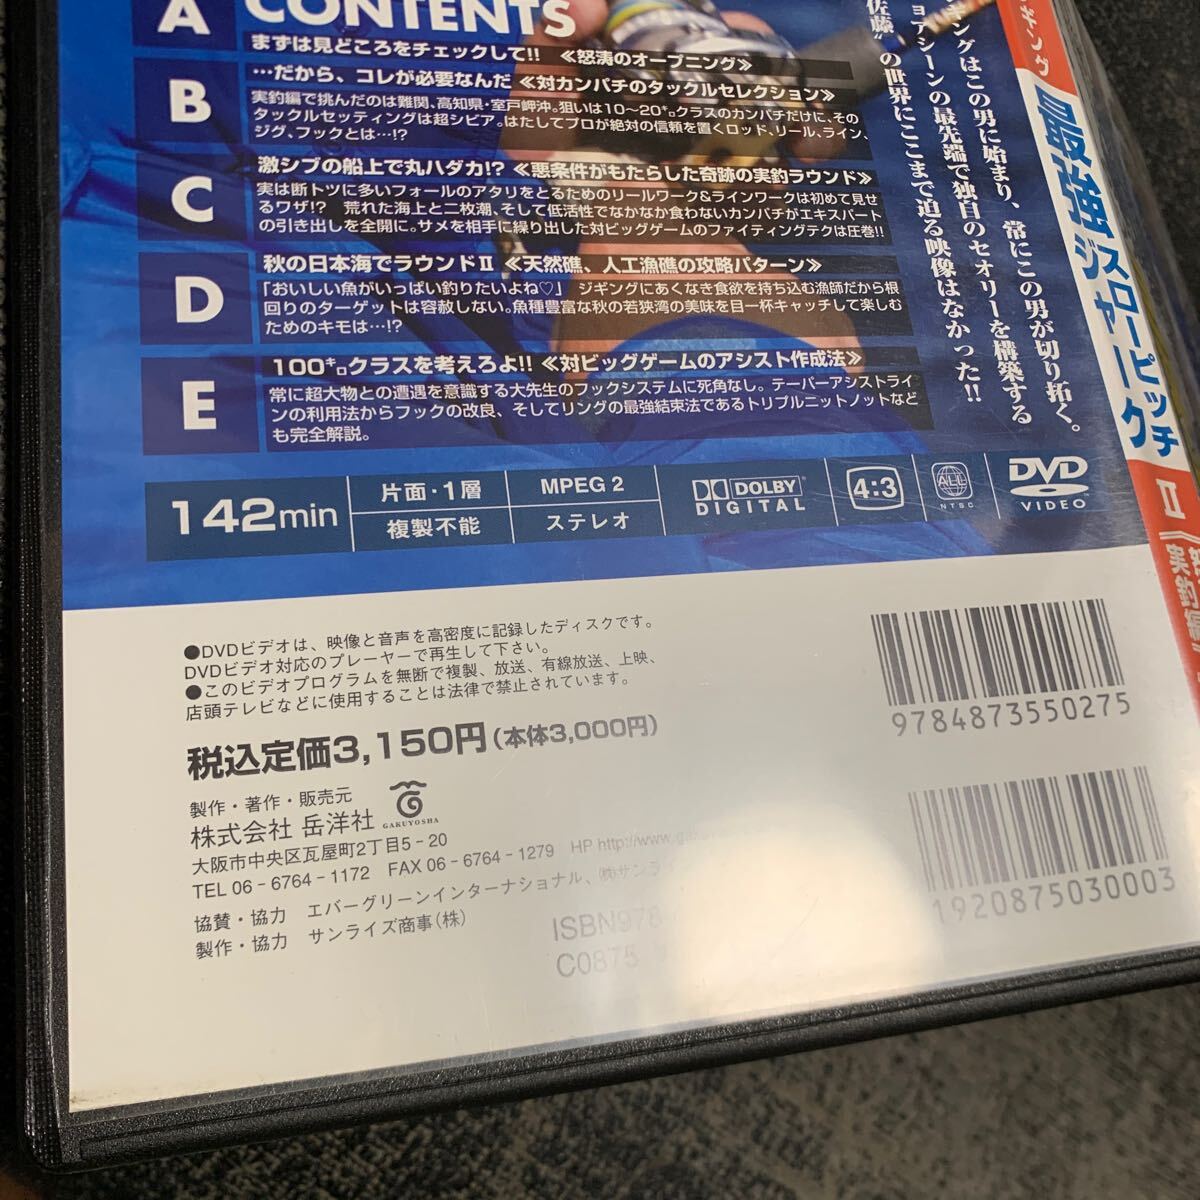 A
CONTENTS
まずは見どころをチェックして!! ≪怒涛のオープニング≫
B
…だから、コレが必要なんだ ≪対カンパチのタックルセレクション≫
実釣編で挑んだのは難関、高知県・室戸岬沖。狙いは10〜20㌔クラスのカンパチだけに、その
タックルセッティングは超シビア。はたしてプロが絶対の信頼を置くロッド、リール、ライン、
ジグ、フックとは…!?
C
激シブの船上で丸ハダカ!? ≪悪条件がもたらした奇跡の実釣ラウンド≫
実は断トツに多いフォールのアタリをとるためのリールワーク&ラインワークは初めて見せ
るワザ!? 荒れた海上と二枚潮、そして低活性でなかなか食わないカンパチがエキスパート
の引き出しを全開に。サメを相手に繰り出した対ビッグゲームのファイティングテクは圧巻!!
D
秋の日本海でラウンドⅡ ≪天然礁、人工漁礁の攻略パターン≫
「おいしい魚がいっぱい釣りたいよね♡」 ジギングにあくなき食欲を持ち込む漁師だから根
回りのターゲットは容赦しない。魚種豊富な秋の若狭湾の美味を目一杯キャッチして楽しむ
ためのキモは…!?
E
100㌔クラスを考えろよ!! ≪対ビッグゲームのアシスト作成法≫
常に超大物との遭遇を意識する大先生のフックシステムに死角なし。テーパーアシストライ
ンの利用法からフックの改良、そしてリングの最強結束法であるトリプルニットノットなど
も完全解説。
ギングはこの男に始まり、常にこの男が切り拓く。
ョアシーンの最先端で独自のセオリーを構築する
佐藤〟の世界にここまで迫る映像はなかった!!
ギング
最強スローピッチジャーク
Ⅱ
実釣編
142min
片面・1層
複製不能
MPEG 2
ステレオ
DOLBY
DIGITAL
4:3
ALL
NTSC
DVD
VIDEO
●DVDビデオは、映像と音声を高密度に記録したディスクです。
DVDビデオ対応のプレーヤーで再生して下さい。
●このビデオプログラムを無断で複製、放送、有線放送、上映、
店頭テレビなどに使用することは法律で禁止されています。
税込定価3,150円(本体3,000円)
製作・著作・販売元
株式会社 岳洋社
GAKUYOSHA
大阪市中央区瓦屋町2丁目5-20
TEL 06-6764-1172 FAX 06-6764-1279 HP http://www.ga
協賛・協力 エバーグリーンインターナショナル、㈱サンラ
製作・協力 サンライズ商事(株)
9784873550275
1920875030003
ISBN978
C0875